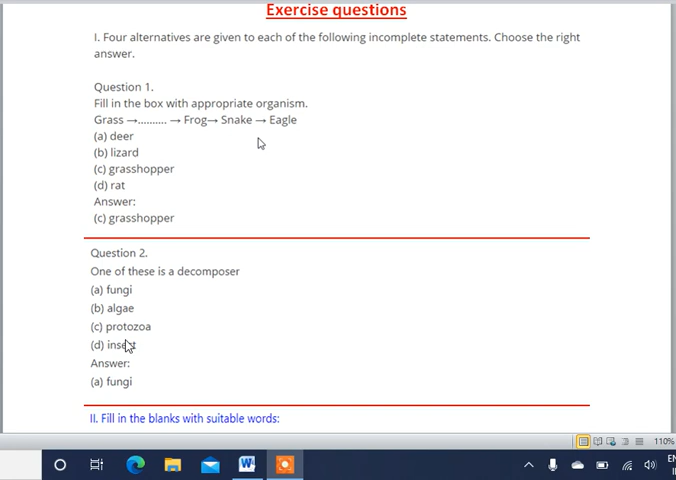 Exercise questions
I. Four alternatives are given to each of the following incomplete statements. Choose the right
answer.
Question 1.
Fill in the box with appropriate organism.
Grass →.......... → Frog→ Snake → Eagle
(a) deer
(b) lizard
(c) grasshopper
(d) rat
Answer:
(c) grasshopper
Question 2.
One of these is a decomposer
(a) fungi
(b) algae
(c) protozoa
(d) insect
Answer:
(a) fungi
II. Fill in the blanks with suitable words:
110%